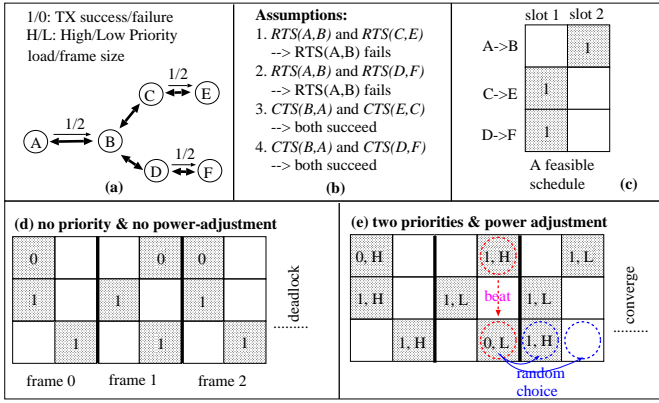 1/0: TX success/failure
H/L: High/Low Priority
load/frame size
1/2
C
E
1/2
A
B
1/2
D
F
(a)
Assumptions:
1. RTS(A,B) and RTS(C,E)
--> RTS(A,B) fails
2. RTS(A,B) and RTS(D,F)
--> RTS(A,B) fails
3. CTS(B,A) and CTS(E,C)
--> both succeed
4. CTS(B,A) and CTS(D,F)
--> both succeed
(b)
slot 1 slot 2
A->B 1
C->E 1
D->F 1
A feasible
schedule
(c)
(d) no priority & no power-adjustment
0 0 0
1 1 1
1 1 1
frame 0 frame 1 frame 2
deadlock
.........
(e) two priorities & power adjustment
0, H 1, H 1, L
1, H 1, L beat 1, L
1, H 0, L 1, H
random
choice
converge
.........